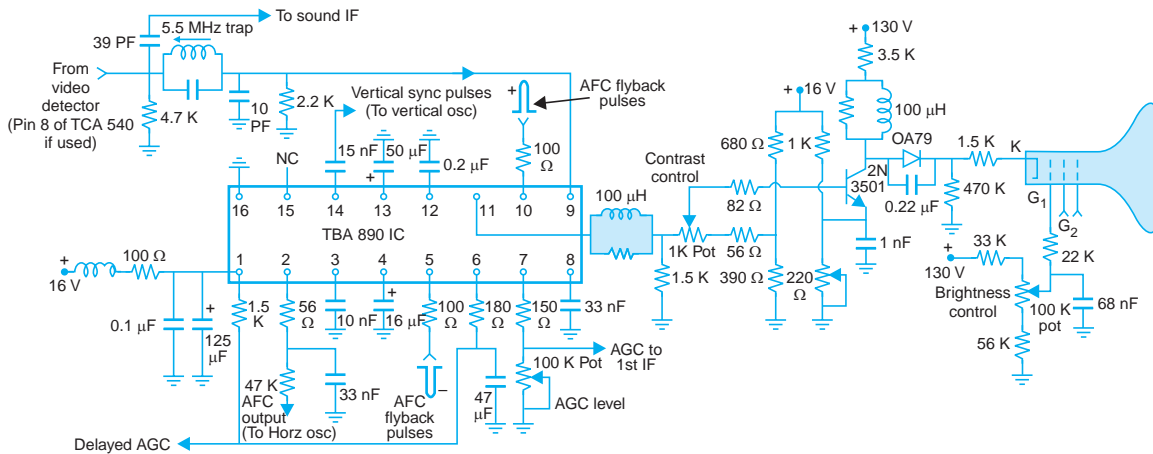 To sound IF
5.5 MHz trap
39 PF
From
video
detector
(Pin 8 of TCA 540
if used)
4.7 K
10
PF
2.2 K
Vertical sync pulses
(To vertical osc)
+
AFC flyback
pulses
NC
15 nF
50 µF
+
0.2 µF
100
Ω
16
15
14
13
12
11
10
9
TBA 890 IC
1
2
3
4
5
6
7
8
+
16 V
100 Ω
0.1 µF
+
125
µF
1.5
K
56
Ω
10 nF
+
16 µF
100
Ω
180
Ω
150
Ω
33 nF
47 K
33 nF
AFC
output
(To Horz osc)
–
AFC
flyback
pulses
47
µF
100 K Pot
AGC to
1st IF
AGC level
Delayed AGC
100 µH
Contrast
control
1K Pot
1.5 K
82 Ω
56 Ω
+
16 V
680 Ω
1 K
390 Ω
220
Ω
+
130 V
3.5 K
100 µH
2N
3501
1 nF
OA79
0.22 µF
470 K
1.5 K
K
G1
G2
22 K
+
130 V
33 K
Brightness
control
100 K
pot
68 nF
56 K